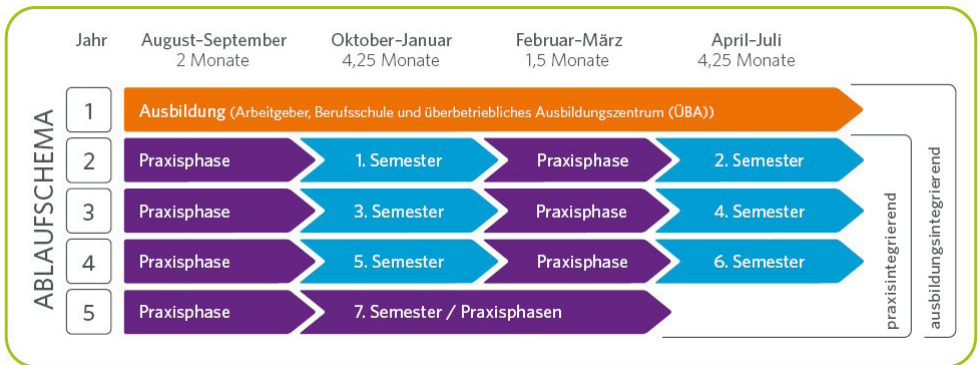 Jahr August–September Oktober–Januar Februar–März April–Juli
2 Monate 4,25 Monate 1,5 Monate 4,25 Monate
ABLAUFSCHEMA
1 Ausbildung (Arbeitgeber, Berufsschule und überbetriebliches Ausbildungszentrum (ÜBA))
2 Praxisphase 1. Semester Praxisphase 2. Semester
3 Praxisphase 3. Semester Praxisphase 4. Semester
4 Praxisphase 5. Semester Praxisphase 6. Semester
5 Praxisphase 7. Semester / Praxisphasen
praxisintegrierend
ausbildungsintegrierend